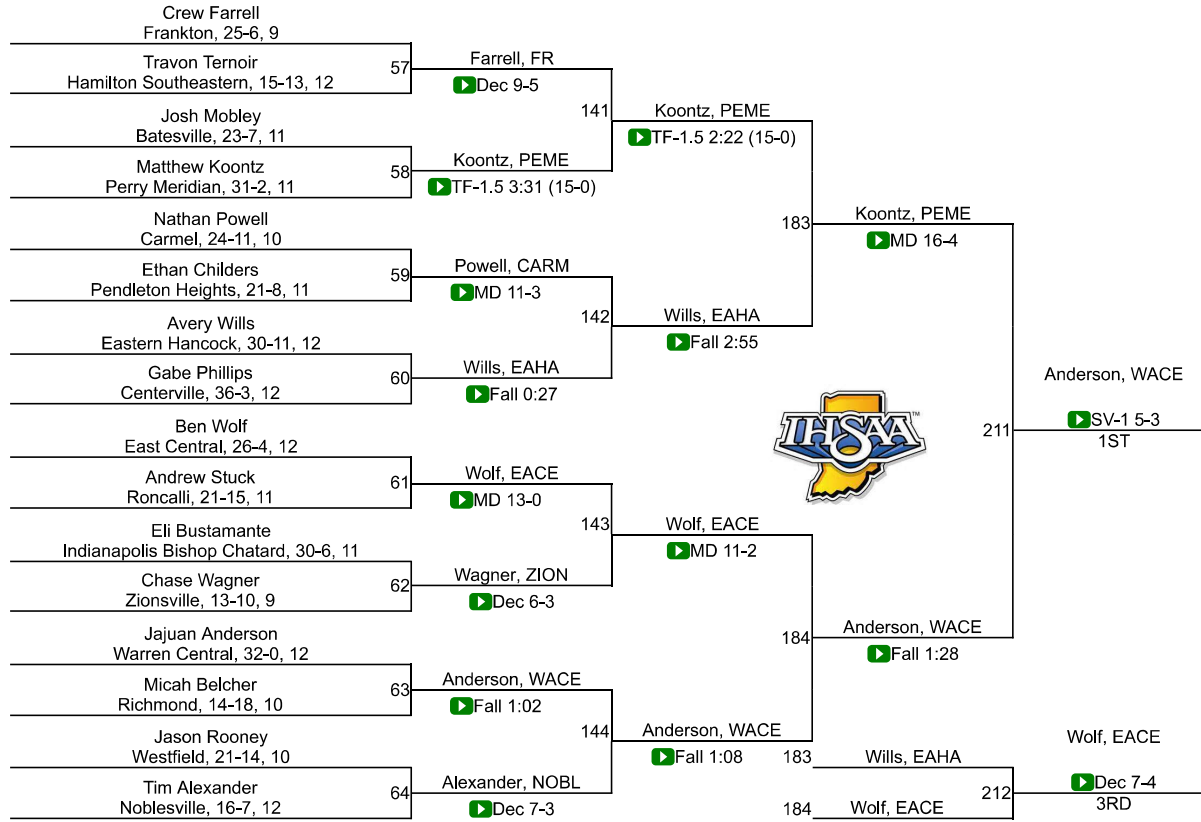 Crew Farrell
Frankton, 25-6, 9
Travon Ternoir
Hamilton Southeastern, 15-13, 12
57
Farrell, FR
Dec 9-5
Josh Mobley
Batesville, 23-7, 11
Matthew Koontz
Perry Meridian, 31-2, 11
58
Koontz, PEME
TF-1.5 3:31 (15-0)
141
Koontz, PEME
TF-1.5 2:22 (15-0)
Nathan Powell
Carmel, 24-11, 10
Ethan Childers
Pendleton Heights, 21-8, 11
59
Powell, CARM
MD 11-3
Avery Wills
Eastern Hancock, 30-11, 12
Gabe Phillips
Centerville, 36-3, 12
60
Wills, EAHA
Fall 0:27
142
Wills, EAHA
Fall 2:55
183
Koontz, PEME
MD 16-4
Ben Wolf
East Central, 26-4, 12
Andrew Stuck
Roncalli, 21-15, 11
61
Wolf, EACE
MD 13-0
Eli Bustamante
Indianapolis Bishop Chatard, 30-6, 11
Chase Wagner
Zionsville, 13-10, 9
62
Wagner, ZION
Dec 6-3
143
Wolf, EACE
MD 11-2
Jajuan Anderson
Warren Central, 32-0, 12
Micah Belcher
Richmond, 14-18, 10
63
Anderson, WACE
Fall 1:02
Jason Rooney
Westfield, 21-14, 10
Tim Alexander
Noblesville, 16-7, 12
64
Alexander, NOBL
Dec 7-3
144
Anderson, WACE
Fall 1:08
184
Anderson, WACE
Fall 1:28
IHSAA™
211
Anderson, WACE
SV-1 5-3
1ST
183
Wills, EAHA
184
Wolf, EACE
212
Wolf, EACE
Dec 7-4
3RD